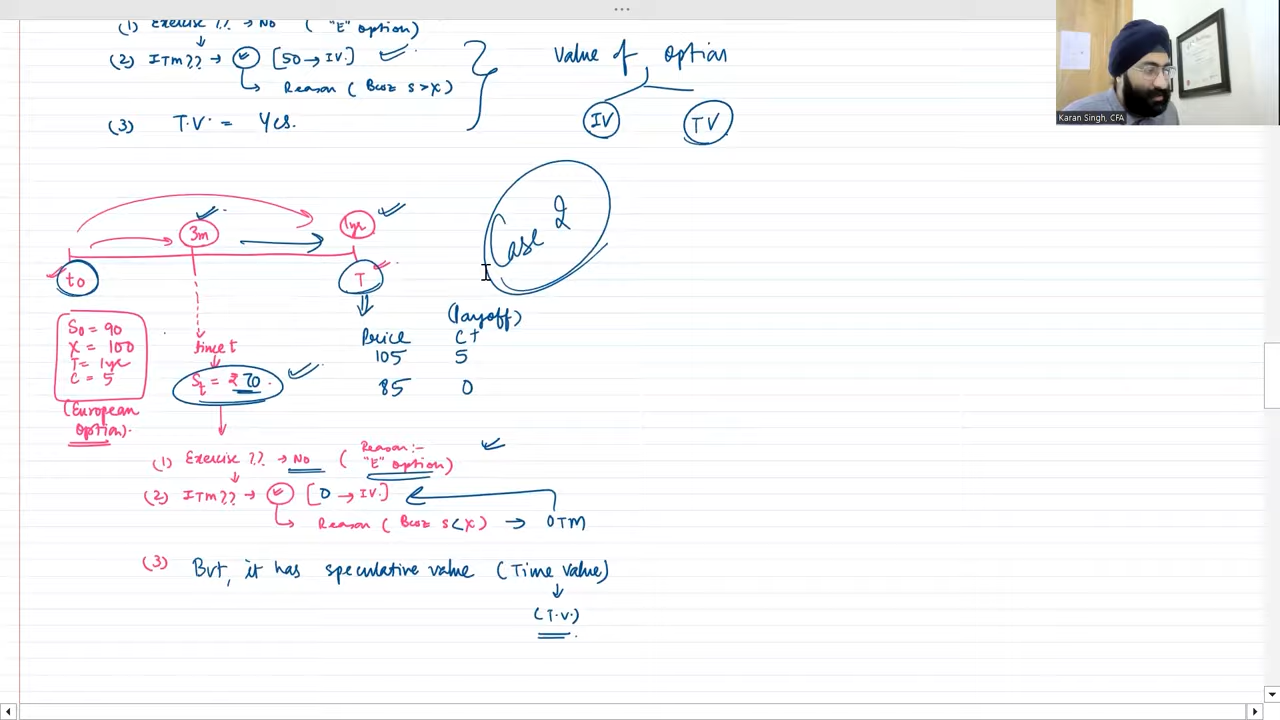 (1) Exercise ?? → No ( "E" option)
(2) ITM ?? → [50 → IV.]
Reason ( Bcoz S > X )
(3) T.V. = Yes.
Value of option
IV TV
Karan Singh, CFA
Case 2
3m 1yr
t0 T
S0 = 90
X = 100
T = 1yr
C = 5
(European
option).
time t
St = ₹ 70.
(Payoff)
Price C+
105 5
85 0
(1) Exercise ?? → No ( Reason:- "E" option)
(2) ITM ?? → [0 → IV.]
Reason ( Bcoz S < X ) → OTM
(3) But, it has speculative value (Time value)
(T.V.)